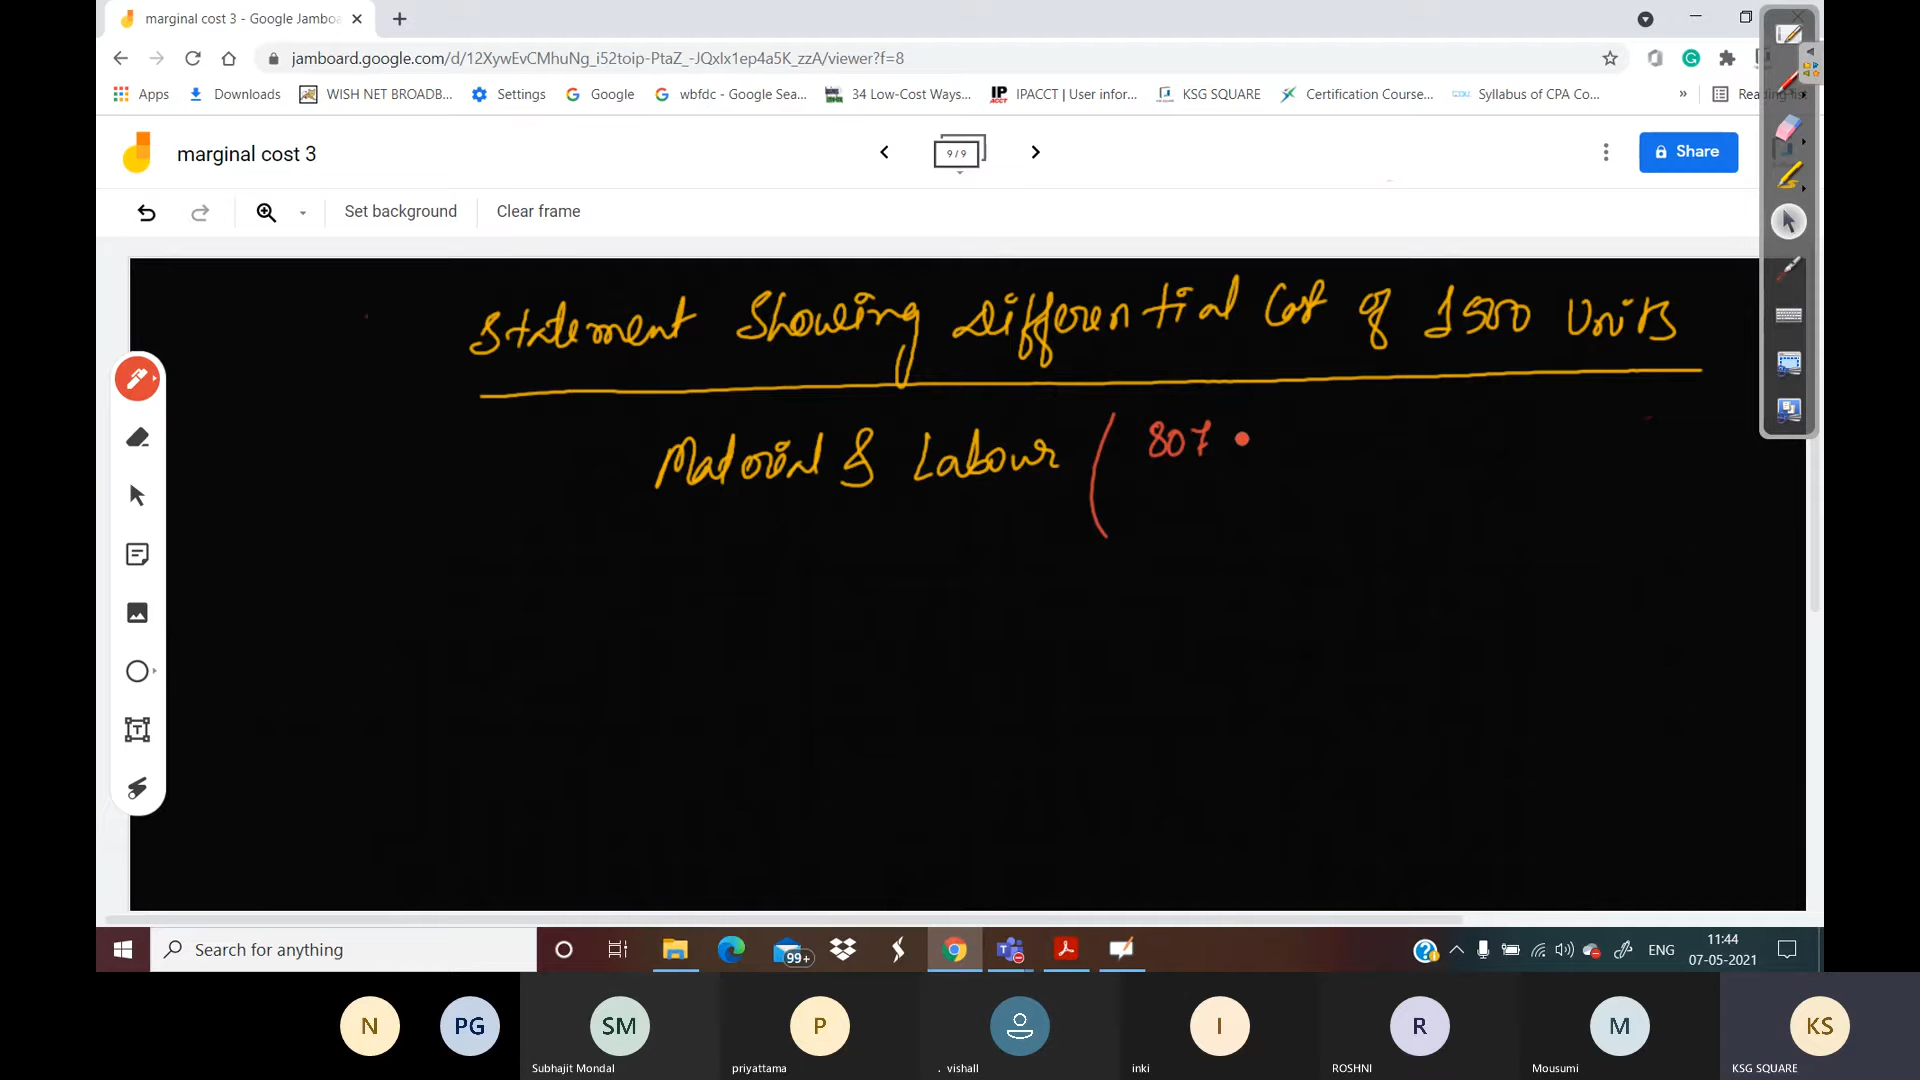 marginal cost 3 - Google Jamboa
jamboard.google.com/d/12XywEvCMhuNg_i52toip-PtaZ_-JQxlx1ep4a5K_zzA/viewer?f=8
Apps Downloads WISH NET BROADB... Settings Google wbfdc - Google Sea... 34 Low-Cost Ways... IPACCT | User infor... KSG SQUARE Certification Course... Syllabus of CPA Co... » Reading list
marginal cost 3
9 / 9
Share
Set background Clear frame
Statement Showing Differential Cost of 1500 Units
Material & Labour ( 807
Search for anything
99+
ENG
11:44
07-05-2021
N PG SM P I R M KS
Subhajit Mondal priyattama . vishall inki ROSHNI Mousumi KSG SQUARE